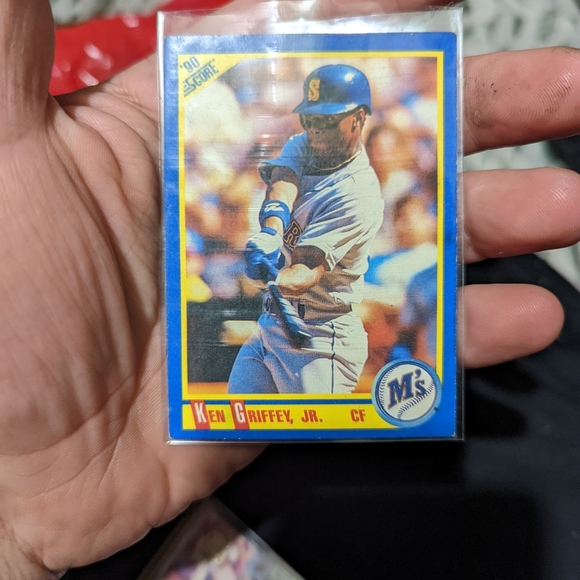 '90
SCORE
S
KEN GRIFFEY, JR. CF
M's